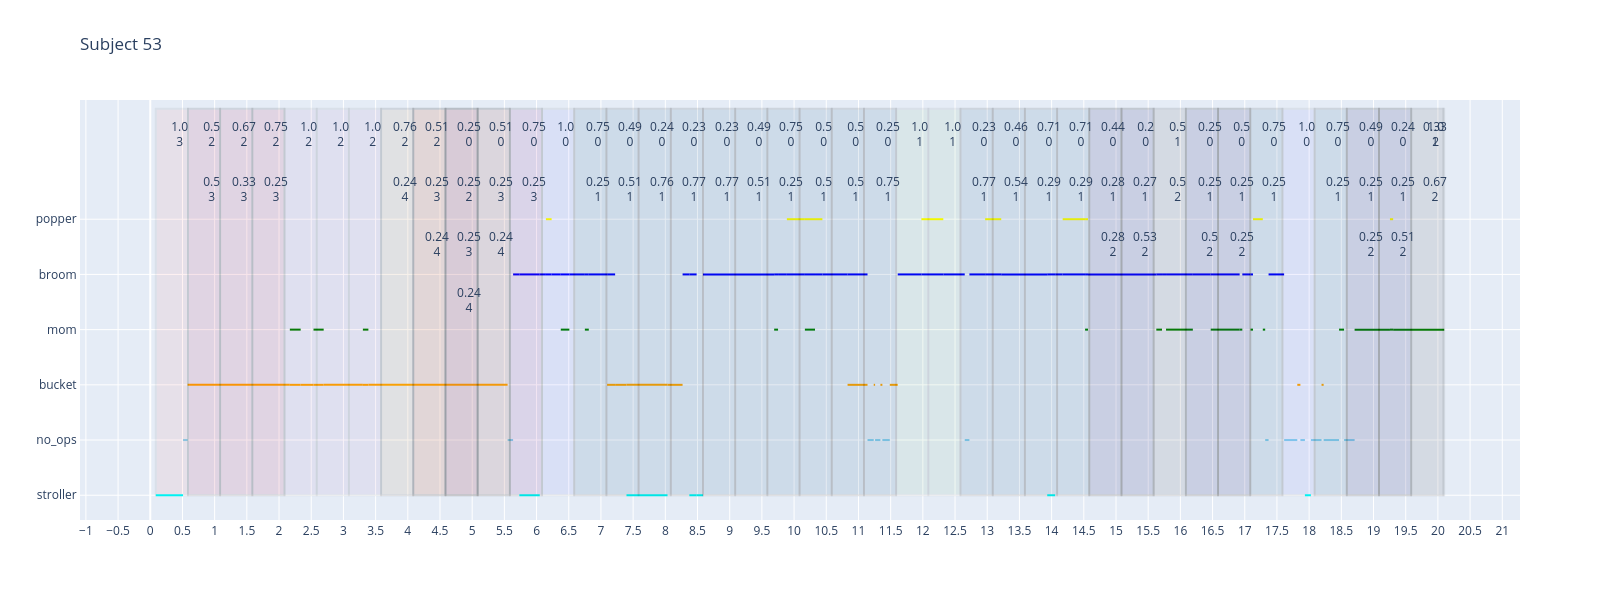 Subject 53
1.0 0.5 0.67 0.75 1.0 1.0 1.0 0.76 0.51 0.25 0.51 0.75 1.0 0.75 0.49 0.24 0.23 0.23 0.49 0.75 0.5 0.5 0.25 1.0 1.0 0.23 0.46 0.71 0.71 0.44 0.2 0.5 0.25 0.5 0.75 1.0 0.75 0.49 0.24
3 2 2 2 2 2 2 2 2 0 0 0 0 0 0 0 0 0 0 0 0 0 0 1 1 0 0 0 0 0 0 1 0 0 0 0 0 0 0
0.5 0.33 0.25 0.24 0.25 0.25 0.25 0.25 0.25 0.51 0.76 0.77 0.77 0.51 0.25 0.5 0.5 0.75 0.77 0.54 0.29 0.29 0.28 0.27 0.5 0.25 0.25 0.25 0.25 0.25 0.25 0.67
3 3 3 4 3 2 3 3 1 1 1 1 1 1 1 1 1 1 1 1 1 1 1 1 2 1 1 1 1 1 1 2
popper
0.24 0.25 0.24 0.28 0.53 0.5 0.25 0.25 0.51
4 3 4 2 2 2 2 2 2
broom
0.24
4
mom
bucket
no_ops
stroller
−1 −0.5 0 0.5 1 1.5 2 2.5 3 3.5 4 4.5 5 5.5 6 6.5 7 7.5 8 8.5 9 9.5 10 10.5 11 11.5 12 12.5 13 13.5 14 14.5 15 15.5 16 16.5 17 17.5 18 18.5 19 19.5 20 20.5 21